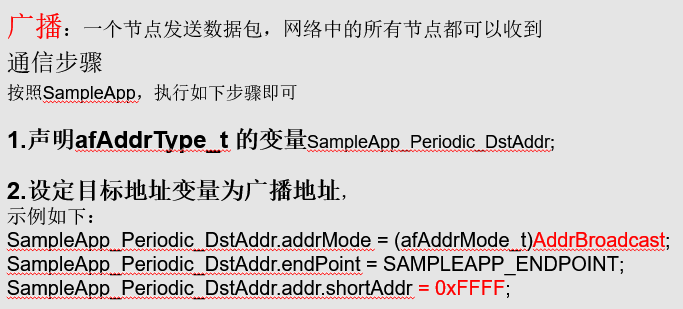 广播：一个节点发送数据包，网络中的所有节点都可以收到
通信步骤
按照SampleApp，执行如下步骤即可
1.声明afAddrType_t 的变量SampleApp_Periodic_DstAddr;
2.设定目标地址变量为广播地址,
示例如下：
SampleApp_Periodic_DstAddr.addrMode = (afAddrMode_t)AddrBroadcast;
SampleApp_Periodic_DstAddr.endPoint = SAMPLEAPP_ENDPOINT;
SampleApp_Periodic_DstAddr.addr.shortAddr = 0xFFFF;